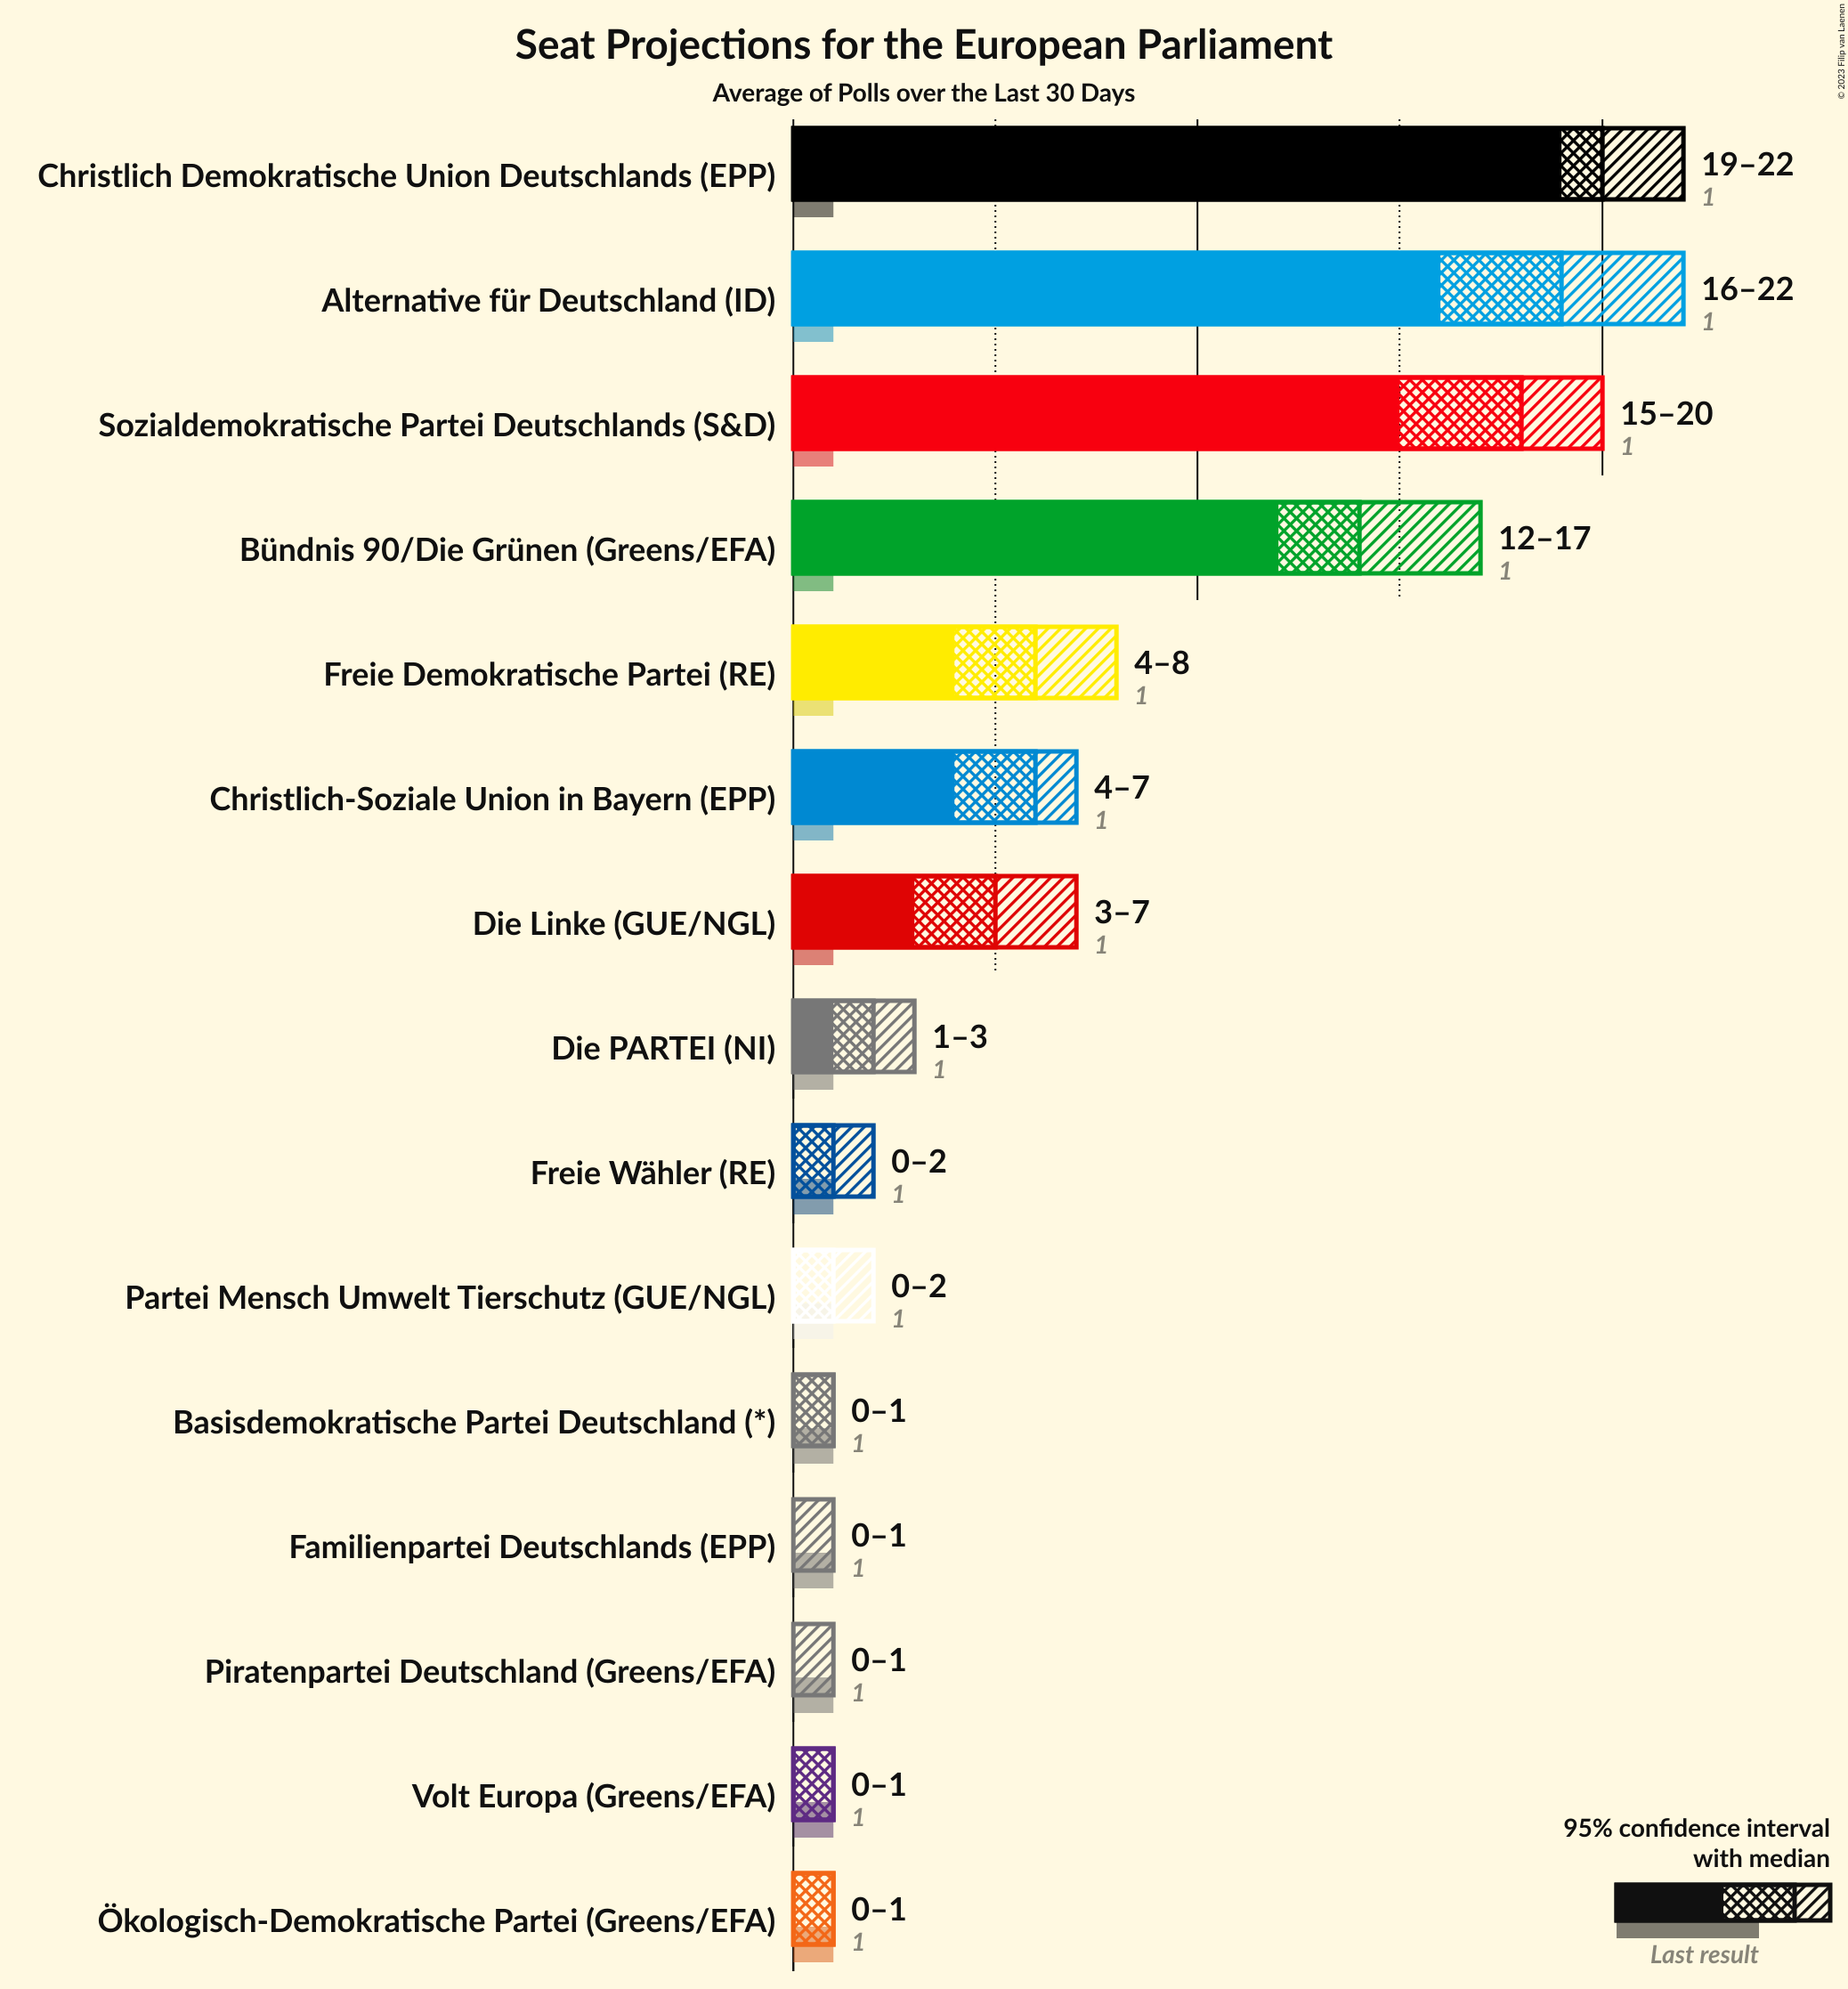 Seat Projections for the European Parliament
Average of Polls over the Last 30 Days
© 2023 Filip van Laenen
Christlich Demokratische Union Deutschlands (EPP)
19–22
1
Alternative für Deutschland (ID)
16–22
1
Sozialdemokratische Partei Deutschlands (S&D)
15–20
1
Bündnis 90/Die Grünen (Greens/EFA)
12–17
1
Freie Demokratische Partei (RE)
4–8
1
Christlich-Soziale Union in Bayern (EPP)
4–7
1
Die Linke (GUE/NGL)
3–7
1
Die PARTEI (NI)
1–3
1
Freie Wähler (RE)
0–2
1
Partei Mensch Umwelt Tierschutz (GUE/NGL)
0–2
1
Basisdemokratische Partei Deutschland (*)
0–1
1
Familienpartei Deutschlands (EPP)
0–1
1
Piratenpartei Deutschland (Greens/EFA)
0–1
1
Volt Europa (Greens/EFA)
0–1
1
Ökologisch-Demokratische Partei (Greens/EFA)
0–1
1
95% confidence interval
with median
Last result